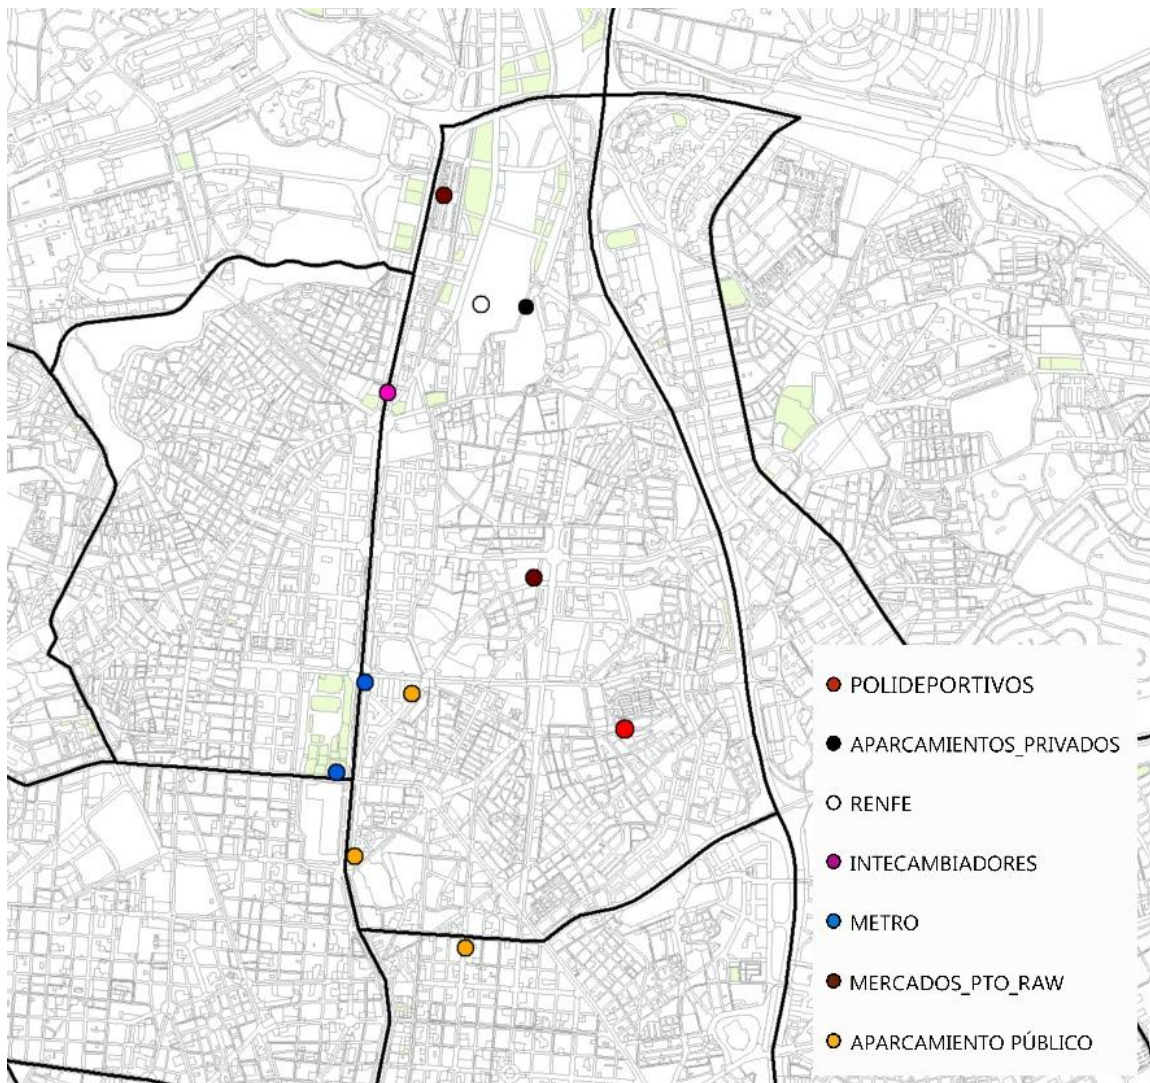 POLIDEPORTIVOS
APARCAMIENTOS_PRIVADOS
RENFE
INTECAMBIADORES
METRO
MERCADOS_PTO_RAW
APARCAMIENTO PÚBLICO